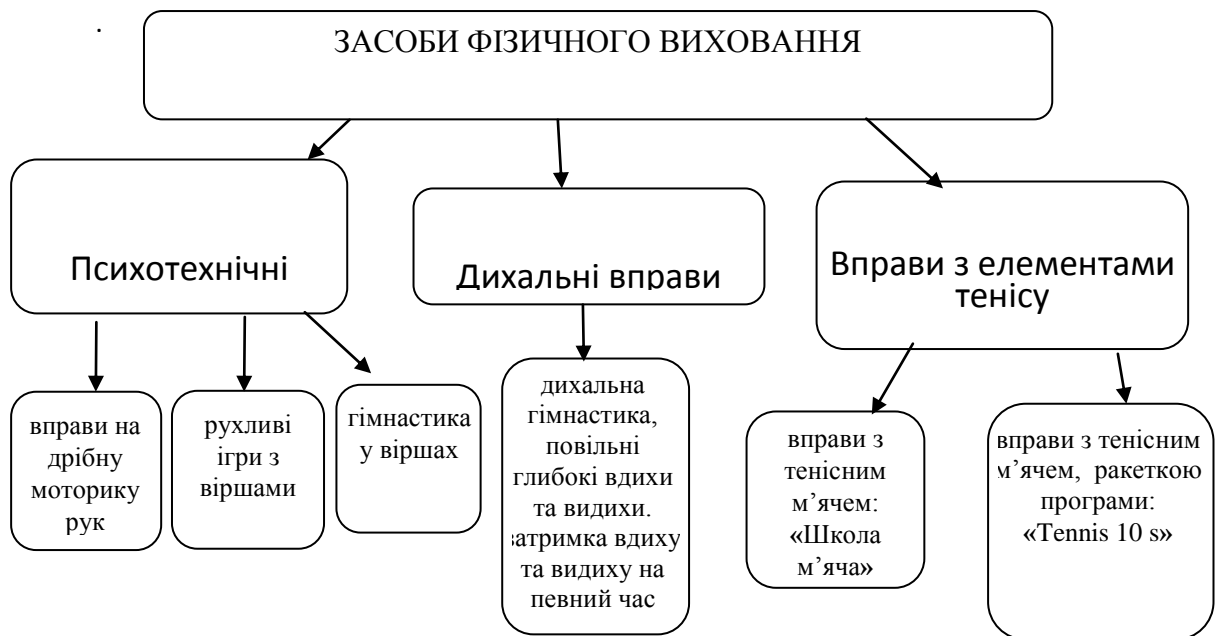 ЗАСОБИ ФІЗИЧНОГО ВИХОВАННЯ
Психотехнічні
Дихальні вправи
Вправи з елементами
тенісу
вправи на
дрібну
моторику
рук
рухливі
ігри з
віршами
гімнастика
у віршах
дихальна
гімнастика,
повільні
глибокі вдихи
та видихи.
затримка вдиху
та видиху на
певний час
вправи з
тенісним
м’ячем:
«Школа
м’яча»
вправи з тенісним
м’ячем, ракеткою
програми:
«Tennis 10 s»